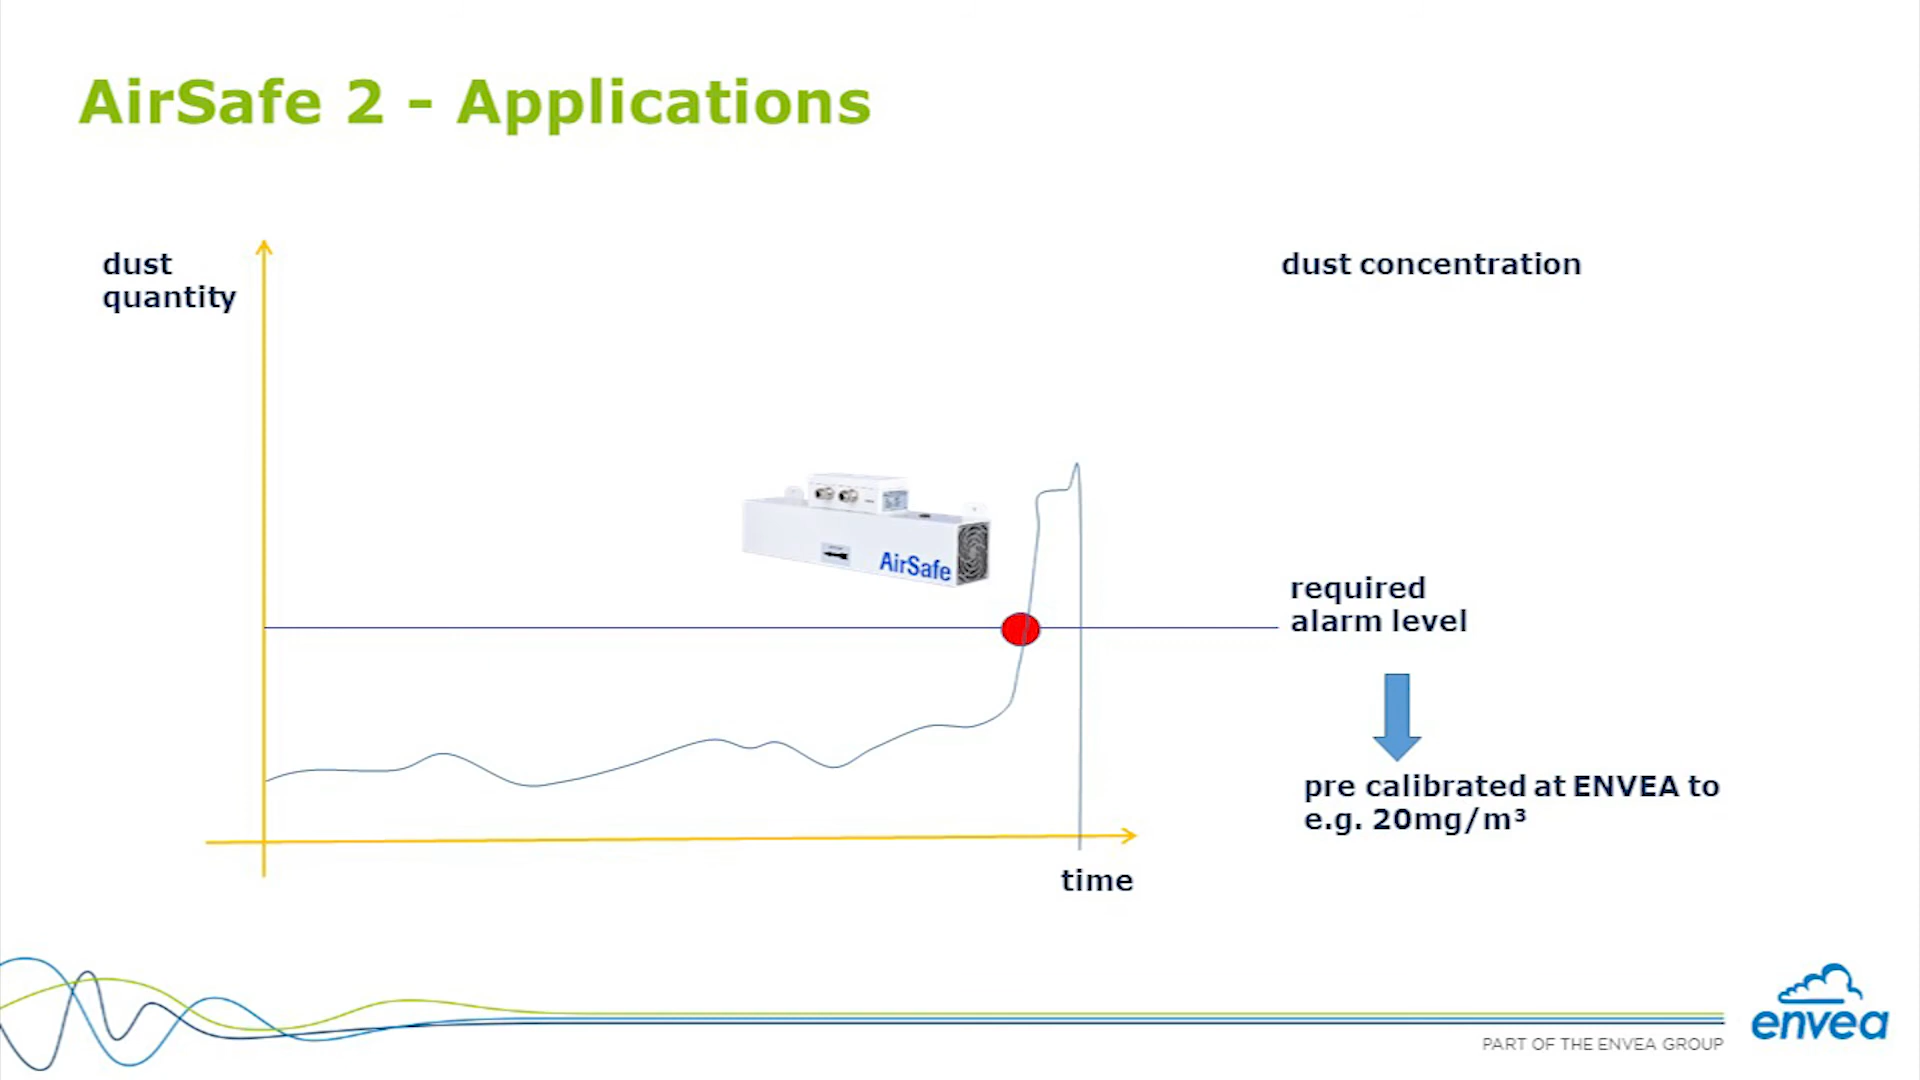 AirSafe 2 - Applications
dust
quantity
dust concentration
AirSafe
required
alarm level
pre calibrated at ENVEA to
e.g. 20mg/m³
time
envea
PART OF THE ENVEA GROUP